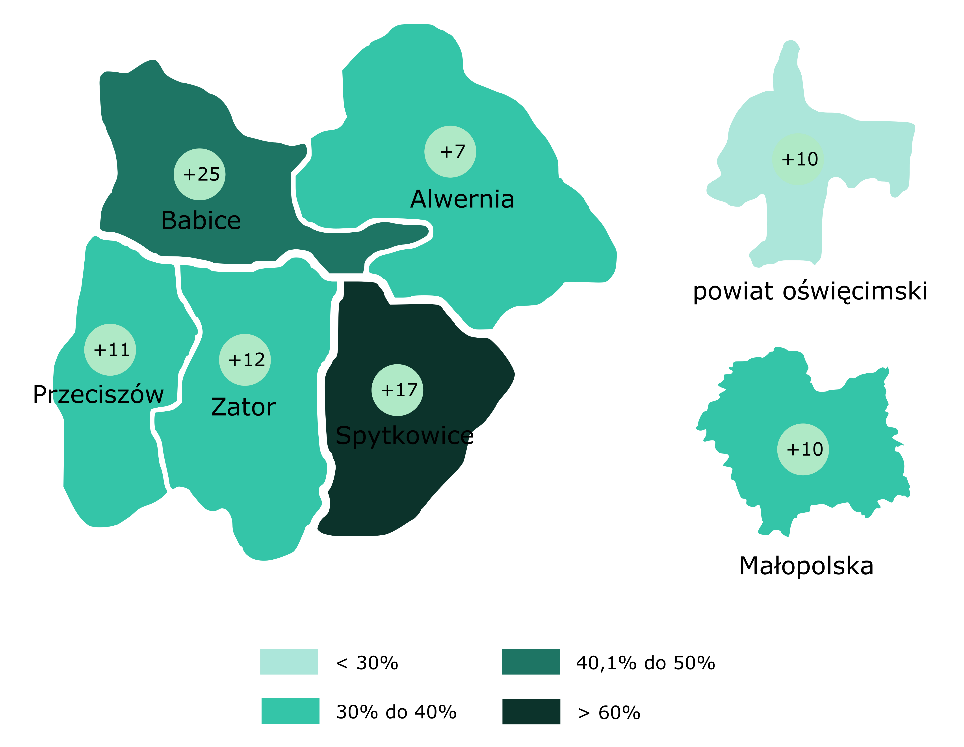 +25
Babice
+7
Alwernia
+11
Przeciszów
+12
Zator
+17
Spytkowice
+10
powiat oświęcimski
+10
Małopolska
< 30%
30% do 40%
40,1% do 50%
> 60%